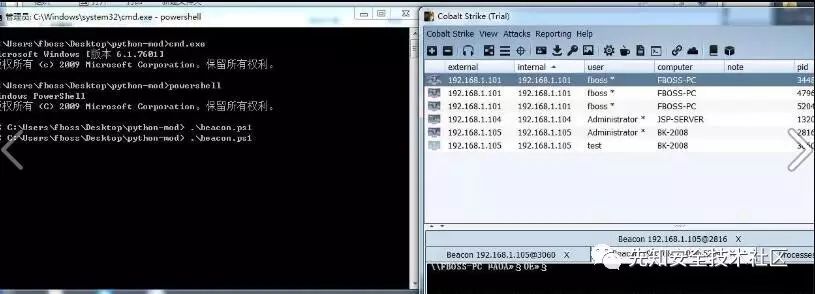 管理员: C:\Windows\system32\cmd.exe - powershell
:\Users\fboss\Desktop\python-mod>cmd.exe
icrosoft Windows [版本 6.1.7601]
权所有 (c) 2009 Microsoft Corporation。保留所有权利。
:\Users\fboss\Desktop\python-mod>powershell
indows PowerShell
权所有 (C) 2009 Microsoft Corporation。保留所有权利。
C:\Users\fboss\Desktop\python-mod> .\beacon.ps1
C:\Users\fboss\Desktop\python-mod> .\beacon.ps1
Cobalt Strike (Trial)
Cobalt Strike View Attacks Reporting Help
external internal user computer note pid
192.168.1.101 192.168.1.101 fboss * FBOSS-PC 3448
192.168.1.101 192.168.1.101 fboss * FBOSS-PC 4796
192.168.1.101 192.168.1.101 fboss * FBOSS-PC 5204
192.168.1.104 192.168.1.104 Administrator * JSP-SERVER 1320
192.168.1.105 192.168.1.105 Administrator * BK-2008 2816
192.168.1.105 192.168.1.105 test BK-2008
Beacon 192.168.1.105@2816 X
Beacon 192.168.1.105@3060 X
Processes
\\FBOSS-PC
先知安全技术社区